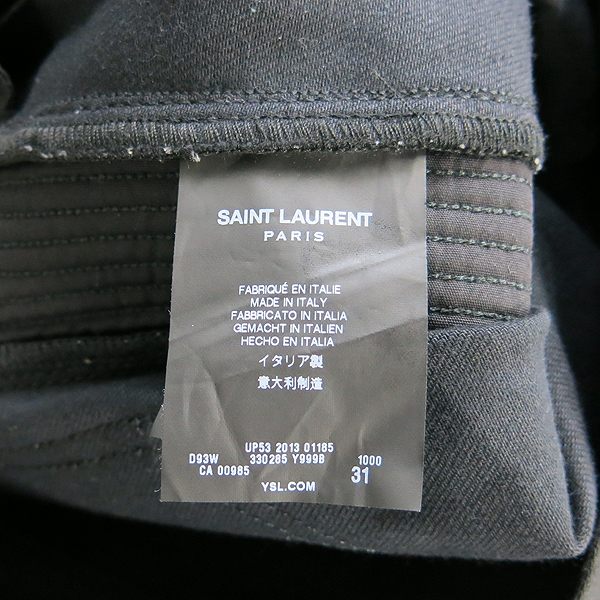 SAINT LAURENT
PARIS
FABRIQUÉ EN ITALIE
MADE IN ITALY
FABBRICATO IN ITALIA
GEMACHT IN ITALIEN
HECHO EN ITALIA
イタリア製
意大利制造
UP53 2013 01185
D93W 330285 Y999B 1000
CA 00985 31
YSL.COM